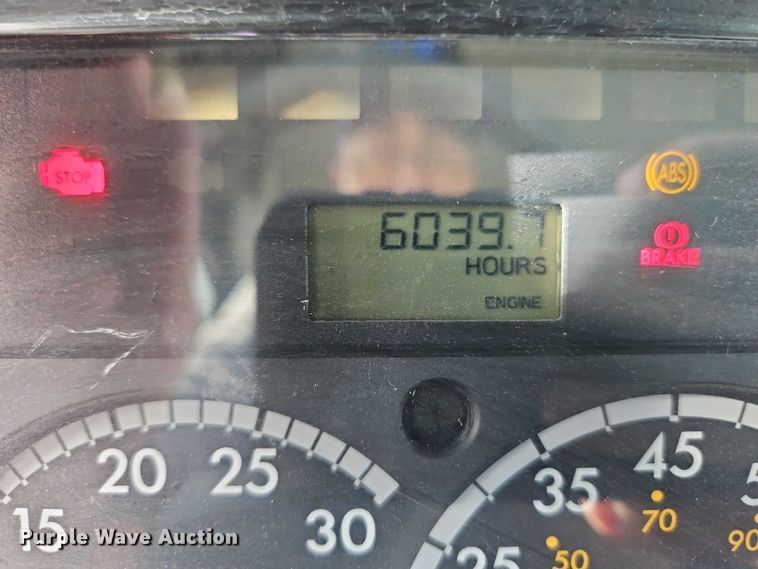 STOP
ABS
6039.1
HOURS
BRAKE
ENGINE
15 20 25 30
25 35 45
50 70 90
Purple Wave Auction